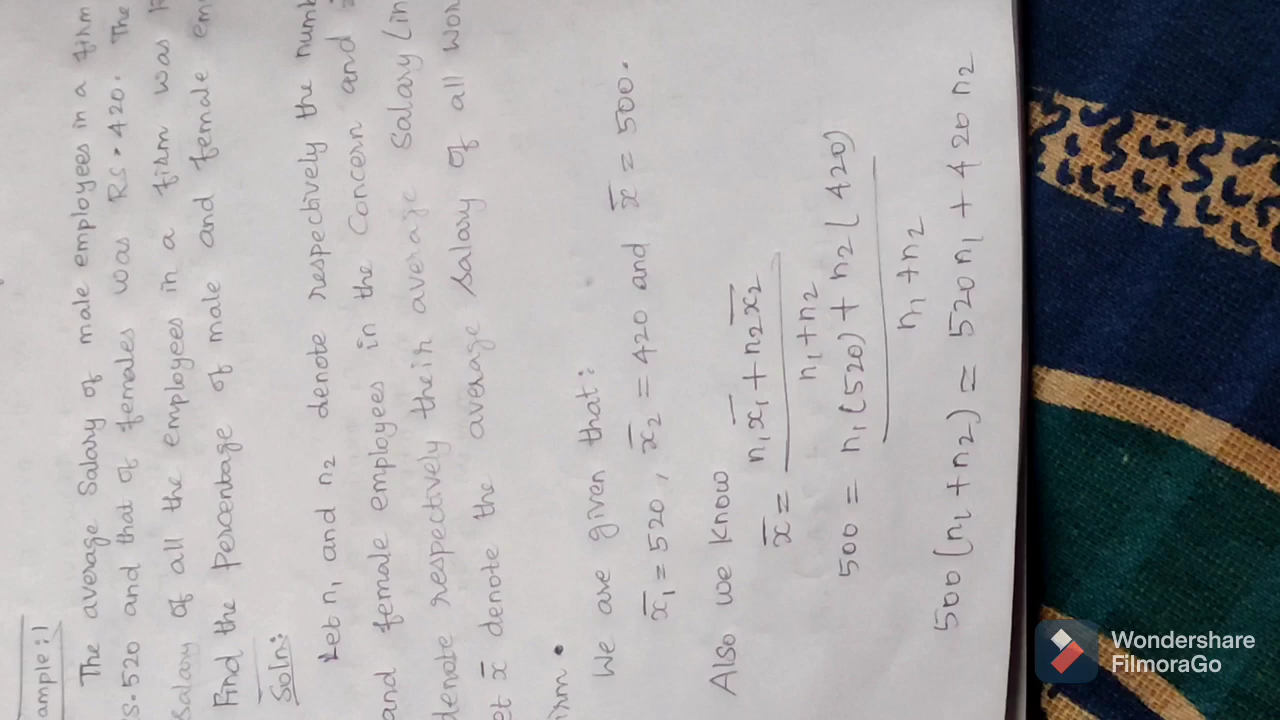 ample:1
The average Salary of male employees in a firm
RS.520 and that of females was RS.420. The
Salary of all the employees in a firm was
Find the percentage of male and female em
Soln:
Let n₁ and n₂ denote respectively the numb
and female employees in the Concern and
denote respectively their average Salary (in
et x̄ denote the average Salary of all wor
irm.
We are given that:
x̄₁ = 520, x̄₂ = 420 and x̄ = 500.
Also we know
x̄ = n₁x̄₁ + n₂x̄₂
n₁ + n₂
500 = n₁(520) + n₂(420)
n₁ + n₂
500(n₁ + n₂) = 520n₁ + 420n₂
Wondershare
FilmoraGo